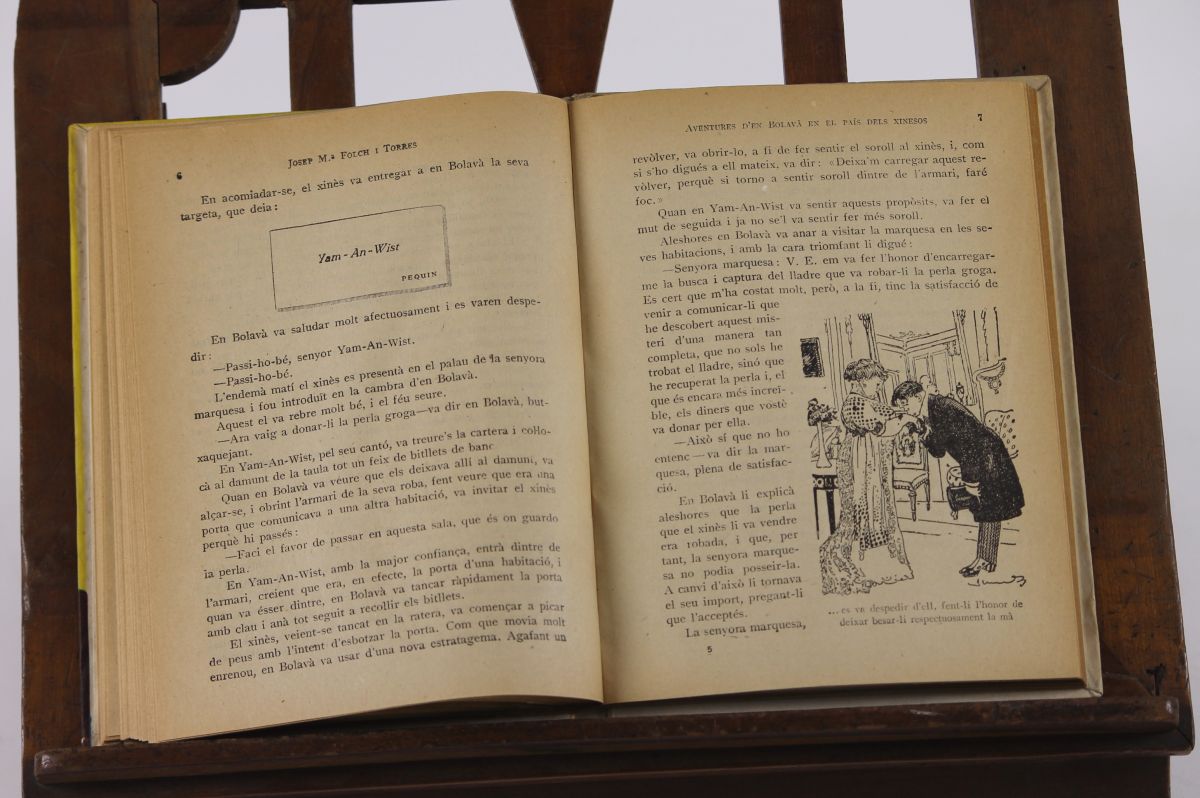 6
Josep M.ª Folch i Torres
En acomiadar-se, el xinès va entregar a en Bolavà la seva
targeta, que deia:
Yam-An-Wist
PEQUIN
En Bolavà va saludar molt afectuosament i es varen despe-
dir:
—Passi-ho-bé, senyor Yam-An-Wist.
—Passi-ho-bé.
L'endemà matí el xinès es presentà en el palau de la senyora
marquesa i fou introduït en la cambra d'en Bolavà.
Aquest el va rebre molt bé, i el féu seure.
—Ara vaig a donar-li la perla groga—va dir en Bolavà, but-
xaquejant.
En Yam-An-Wist, pel seu cantó, va treure's la cartera i col·lo-
cà al damunt de la taula tot un feix de bitllets de banc
Quan en Bolavà va veure que els deixava allí al damunt, va
alçar-se, i obrint l'armari de la seva roba, fent veure que era una
porta que comunicava a una altra habitació, va invitar el xinès
perquè hi passés:
—Faci el favor de passar en aquesta sala, que és on guardo
la perla.
En Yam-An-Wist, amb la major confiança, entrà dintre de
l'armari, creient que era, en efecte, la porta d'una habitació, i
quan va ésser dintre, en Bolavà va tancar ràpidament la porta
amb clau i anà tot seguit a recollir els bitllets.
El xinès, veient-se tancat en la ratera, va començar a picar
de peus amb l'intent d'esbotzar la porta. Com que movia molt
enrenou, en Bolavà va usar d'una nova estratagema. Agafant un
Aventures d'en Bolavà en el país dels xinesos
7
revòlver, va obrir-lo, a fi de fer sentir el soroll al xinès, i, com
si s'ho digués a ell mateix, va dir: «Deixa'm carregar aquest re-
vòlver, perquè si torno a sentir soroll dintre de l'armari, faré
foc.»
Quan en Yam-An-Wist va sentir aquests propòsits, va fer el
mut de seguida i ja no se'l va sentir fer més soroll.
Aleshores en Bolavà va anar a visitar la marquesa en les se-
ves habitacions, i amb la cara triomfant li digué:
—Senyora marquesa: V. E. em va fer l'honor d'encarregar-
me la busca i captura del lladre que va robar-li la perla groga.
Es cert que m'ha costat molt, però, a la fi, tinc la satisfacció de
venir a comunicar-li que
he descobert aquest mis-
teri d'una manera tan
completa, que no sols he
trobat el lladre, sinó que
he recuperat la perla i, el
que és encara més increï-
ble, els diners que vostè
va donar per ella.
—Això sí que no ho
entenc — va dir la mar-
quesa, plena de satisfac-
ció.
En Bolavà li explicà
aleshores que la perla
que el xinès li va vendre
era robada, i que, per
tant, la senyora marque-
sa no podia posseir-la.
A canvi d'això li tornava
el seu import, pregant-li
que l'acceptés.
La senyora marquesa,
... es va despedir d'ell, fent-li l'honor de
deixar besar-li respectuosament la mà
5